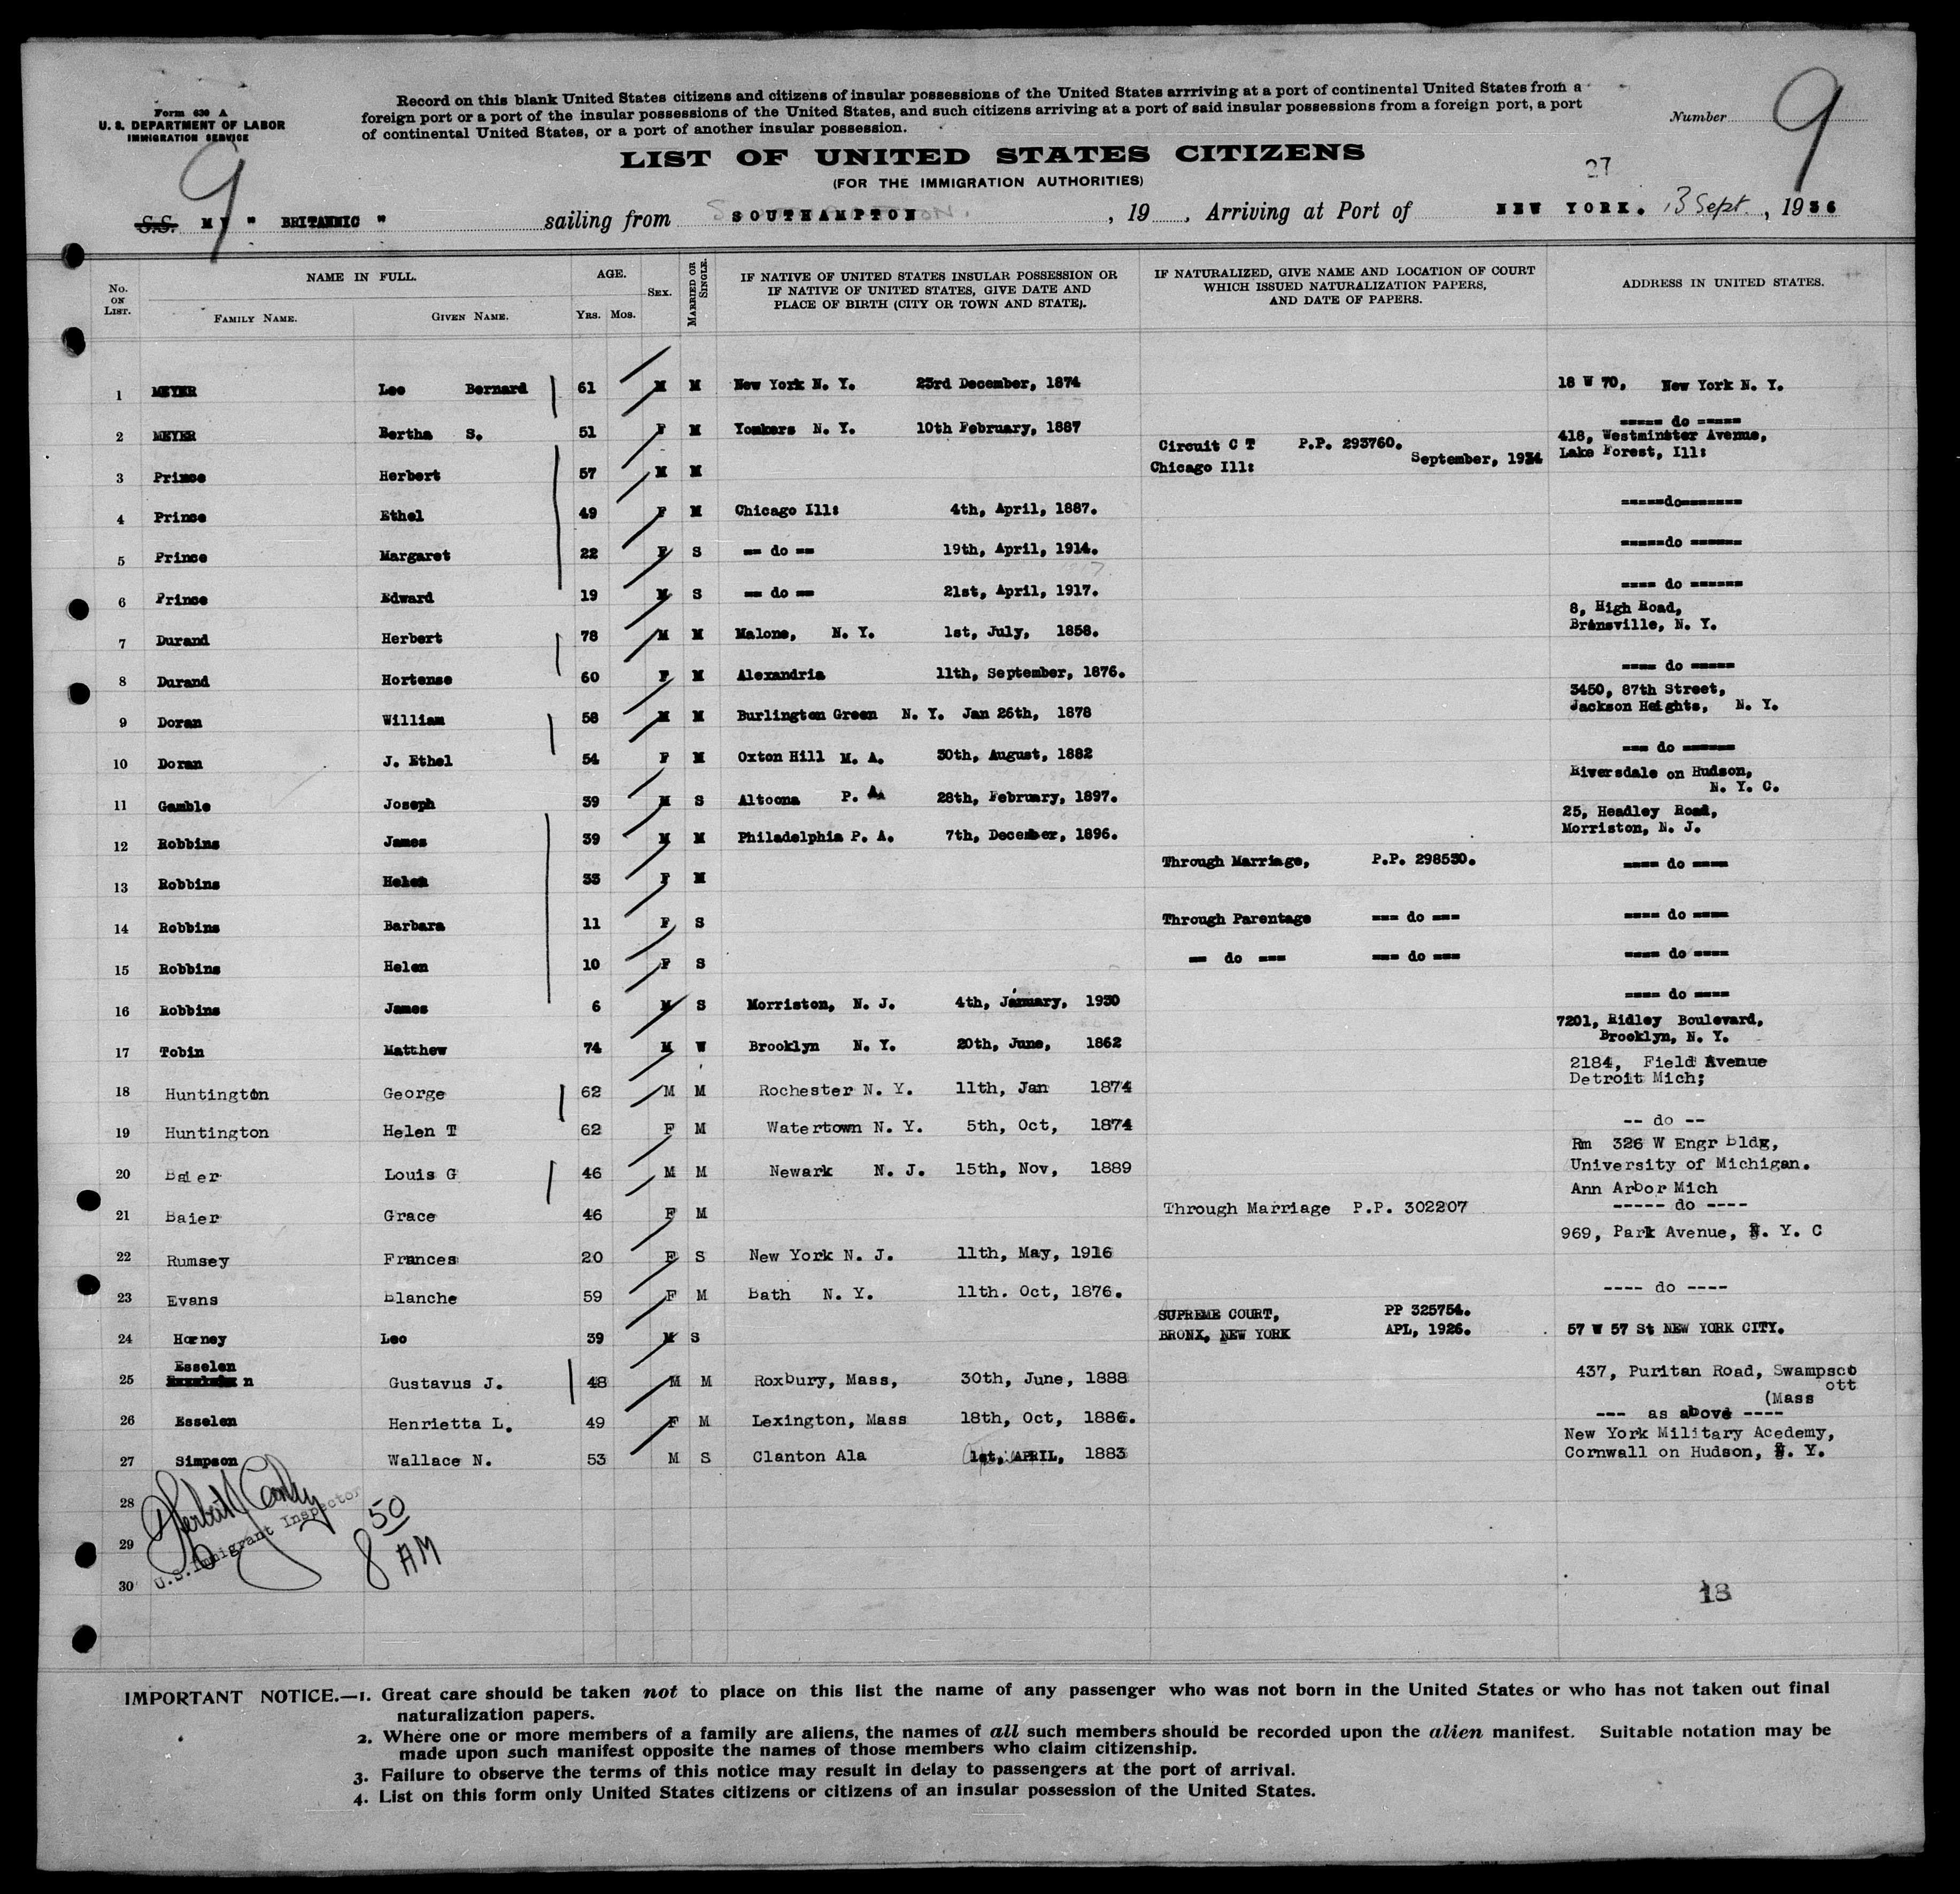 Form 630 A
U. S. DEPARTMENT OF LABOR
IMMIGRATION SERVICE
Record on this blank United States citizens and citizens of insular possessions of the United States arrriving at a port of continental United States from a
foreign port or a port of the insular possessions of the United States, and such citizens arriving at a port of said insular possessions from a foreign port, a port
of continental United States, or a port of another insular possession.
Number 9
9
LIST OF UNITED STATES CITIZENS
(FOR THE IMMIGRATION AUTHORITIES)
27
S.S. M V " BRITANNIC " sailing from SOUTHAMPTON , 19 , Arriving at Port of NEW YORK. 13 Sept. , 1936
No. ON LIST. NAME IN FULL. FAMILY NAME. GIVEN NAME. AGE. YRS. MOS. SEX. MARRIED OR SINGLE. IF NATIVE OF UNITED STATES INSULAR POSSESSION OR IF NATIVE OF UNITED STATES, GIVE DATE AND PLACE OF BIRTH (CITY OR TOWN AND STATE). IF NATURALIZED, GIVE NAME AND LOCATION OF COURT WHICH ISSUED NATURALIZATION PAPERS, AND DATE OF PAPERS. ADDRESS IN UNITED STATES.
1 MEYER Leo Bernard 61 M M New York N. Y. 23rd December, 1874 18 W 70, New York N. Y.
2 MEYER Bertha S. 51 F M Yonkers N. Y. 10th February, 1887 ----- do -----
3 Prince Herbert 57 M M Circuit C T P.P. 293760. Chicago Ill: September, 1934 418, Westminster Avenue, Lake Forest, Ill:
4 Prince Ethel 49 F M Chicago Ill: 4th, April, 1887. -----do-------
5 Prince Margaret 22 F S -- do -- 19th, April, 1914. -----do ------
6 Prince Edward 19 M S -- do -- 21st, April, 1917. ---- do ------
7 Durand Herbert 78 M M Malone, N. Y. 1st, July, 1858. 8, High Road, Bransville, N. Y.
8 Durand Hortense 60 F M Alexandria 11th, September, 1876. ---- do -----
9 Doran William 58 M M Burlington Green N. Y. Jan 26th, 1878 3450, 87th Street, Jackson Heights, N. Y.
10 Doran J. Ethel 54 F M Oxton Hill M. A. 30th, August, 1882 --- do ------
11 Gamble Joseph 39 M S Altoona P. A. 28th, February, 1897. Riversdale on Hudson, N. Y. C.
12 Robbins James 39 M M Philadelphia P. A. 7th, December, 1896. 25, Headley Road, Morriston, N. J.
13 Robbins Helen 33 F M Through Marriage, P.P. 298530. ---- do ----
14 Robbins Barbara 11 F S Through Parentage --- do --- ---- do ----
15 Robbins Helen 10 F S -- do --- --- do --- ---- do ----
16 Robbins James 6 M S Morriston, N. J. 4th, January, 1930 ---- do ----
17 Tobin Matthew 74 M W Brooklyn N. Y. 20th, June, 1862 7201, Ridley Boulevard, Brooklyn, N. Y.
18 Huntington George 62 M M Rochester N. Y. 11th, Jan 1874 2184, Field Avenue Detroit Mich;
19 Huntington Helen T 62 F M Watertown N. Y. 5th, Oct, 1874 -- do --
20 Baier Louis G 46 M M Newark N. J. 15th, Nov, 1889 Rm 326 W Engr Bldg, University of Michigan. Ann Arbor Mich
21 Baier Grace 46 F M Through Marriage P.P. 302207 ----- do ----
22 Rumsey Frances 20 F S New York N. J. 11th, May, 1916 969, Park Avenue, N. Y. C
23 Evans Blanche 59 F M Bath N. Y. 11th. Oct, 1876. ---- do ----
24 Horney Leo 39 M S SUPREME COURT, PP 325754. BRONX, NEW YORK APL, 1926. 57 W 57 St NEW YORK CITY.
25 Esselen n Gustavus J. 48 M M Roxbury, Mass, 30th, June, 1888 437, Puritan Road, Swampsco ott (Mass
26 Esselen Henrietta L. 49 F M Lexington, Mass 18th, Oct, 1886. --- as above ----
27 Simpson Wallace N. 53 M S Clanton Ala 1st, APRIL, 1883 New York Military Acedemy, Cornwall on Hudson, N. Y.
28
29
30
U.S. Immigrant Inspector
8 50 AM
18
IMPORTANT NOTICE.—1. Great care should be taken not to place on this list the name of any passenger who was not born in the United States or who has not taken out final
naturalization papers.
2. Where one or more members of a family are aliens, the names of all such members should be recorded upon the alien manifest. Suitable notation may be
made upon such manifest opposite the names of those members who claim citizenship.
3. Failure to observe the terms of this notice may result in delay to passengers at the port of arrival.
4. List on this form only United States citizens or citizens of an insular possession of the United States.